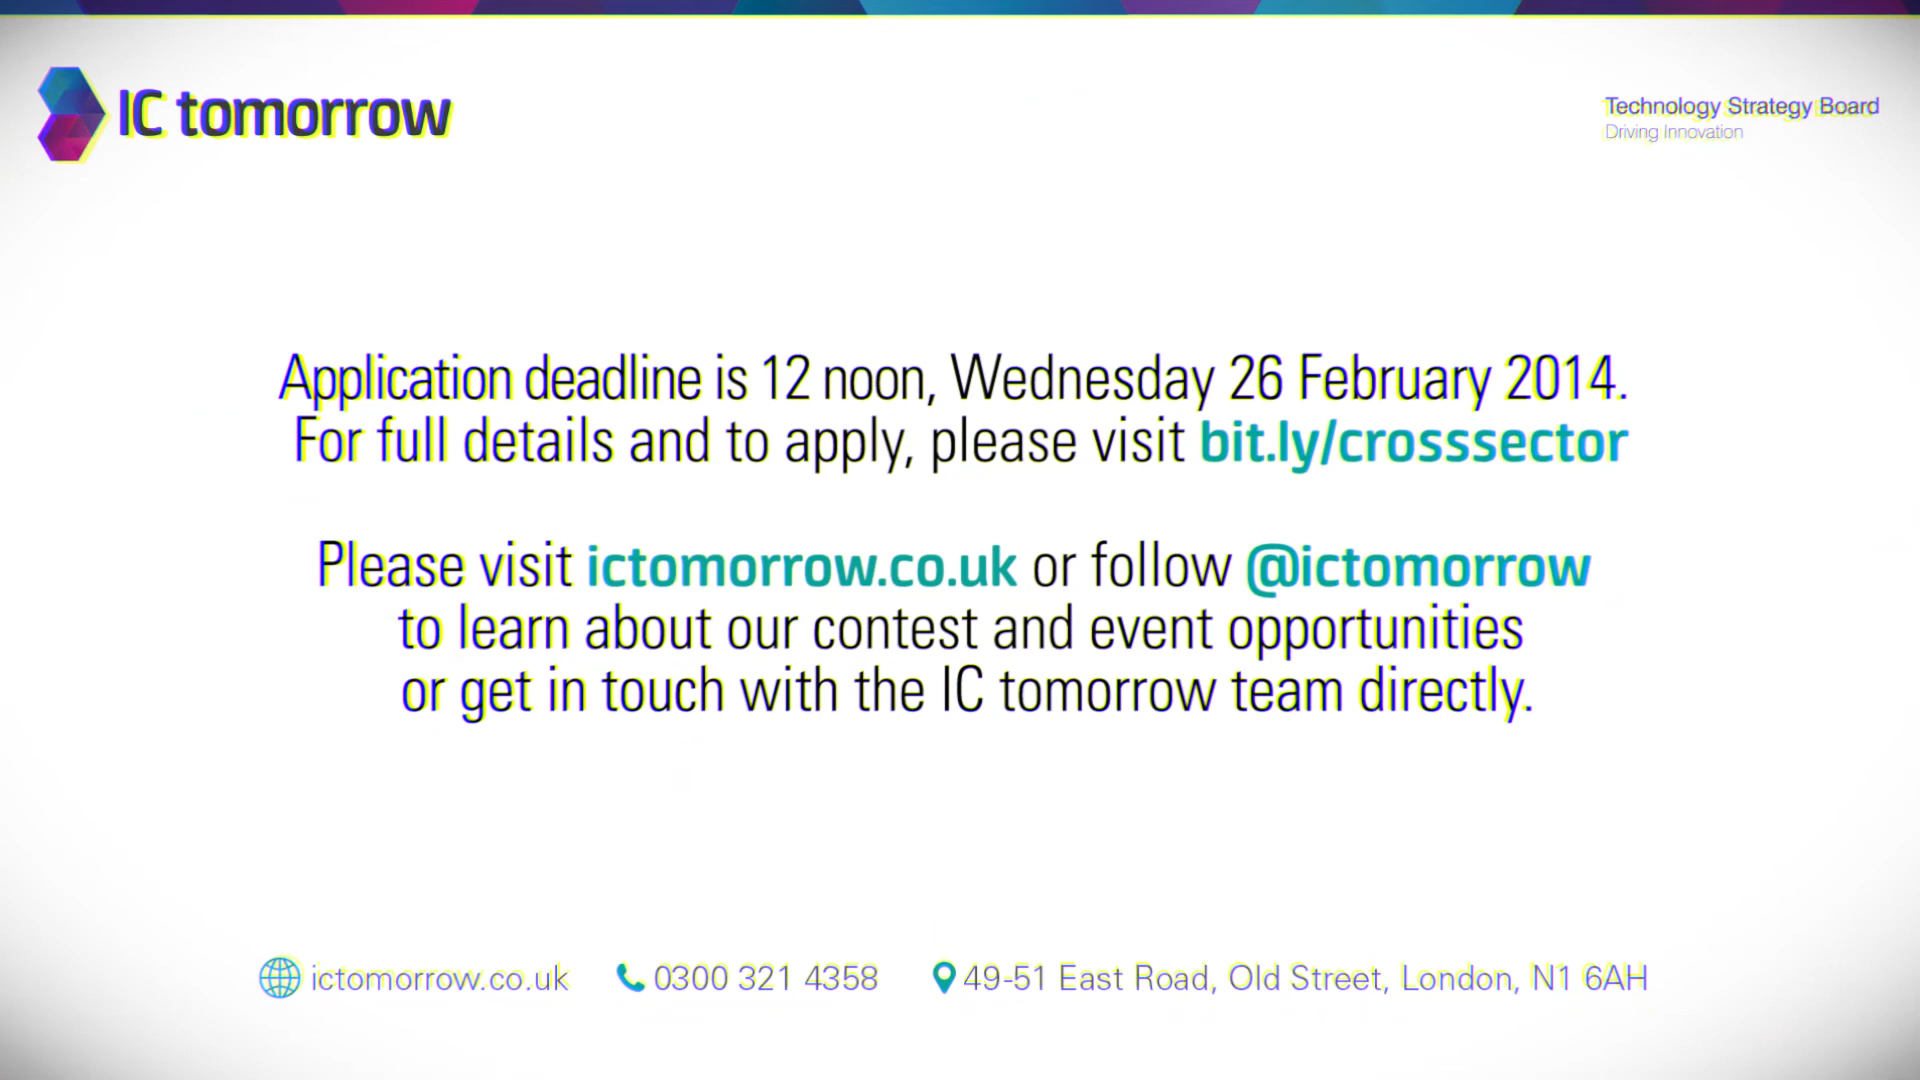 IC tomorrow
Technology Strategy Board
Driving Innovation
Application deadline is 12 noon, Wednesday 26 February 2014.
For full details and to apply, please visit bit.ly/crosssector
Please visit ictomorrow.co.uk or follow @ictomorrow
to learn about our contest and event opportunities
or get in touch with the IC tomorrow team directly.
ictomorrow.co.uk 0300 321 4358 49-51 East Road, Old Street, London, N1 6AH